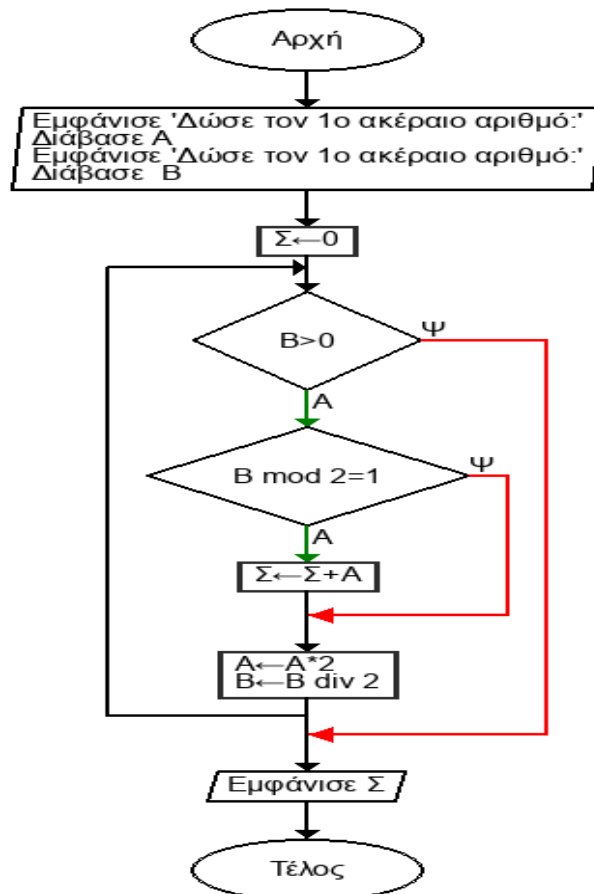 Αρχή
Εμφάνισε 'Δώσε τον 1ο ακέραιο αριθμό:'
Διάβασε Α
Εμφάνισε 'Δώσε τον 1ο ακέραιο αριθμό:'
Διάβασε Β
Σ←0
Β>0
Ψ
Α
Β mod 2=1
Ψ
Α
Σ←Σ+Α
Α←Α*2
Β←Β div 2
Εμφάνισε Σ
Τέλος